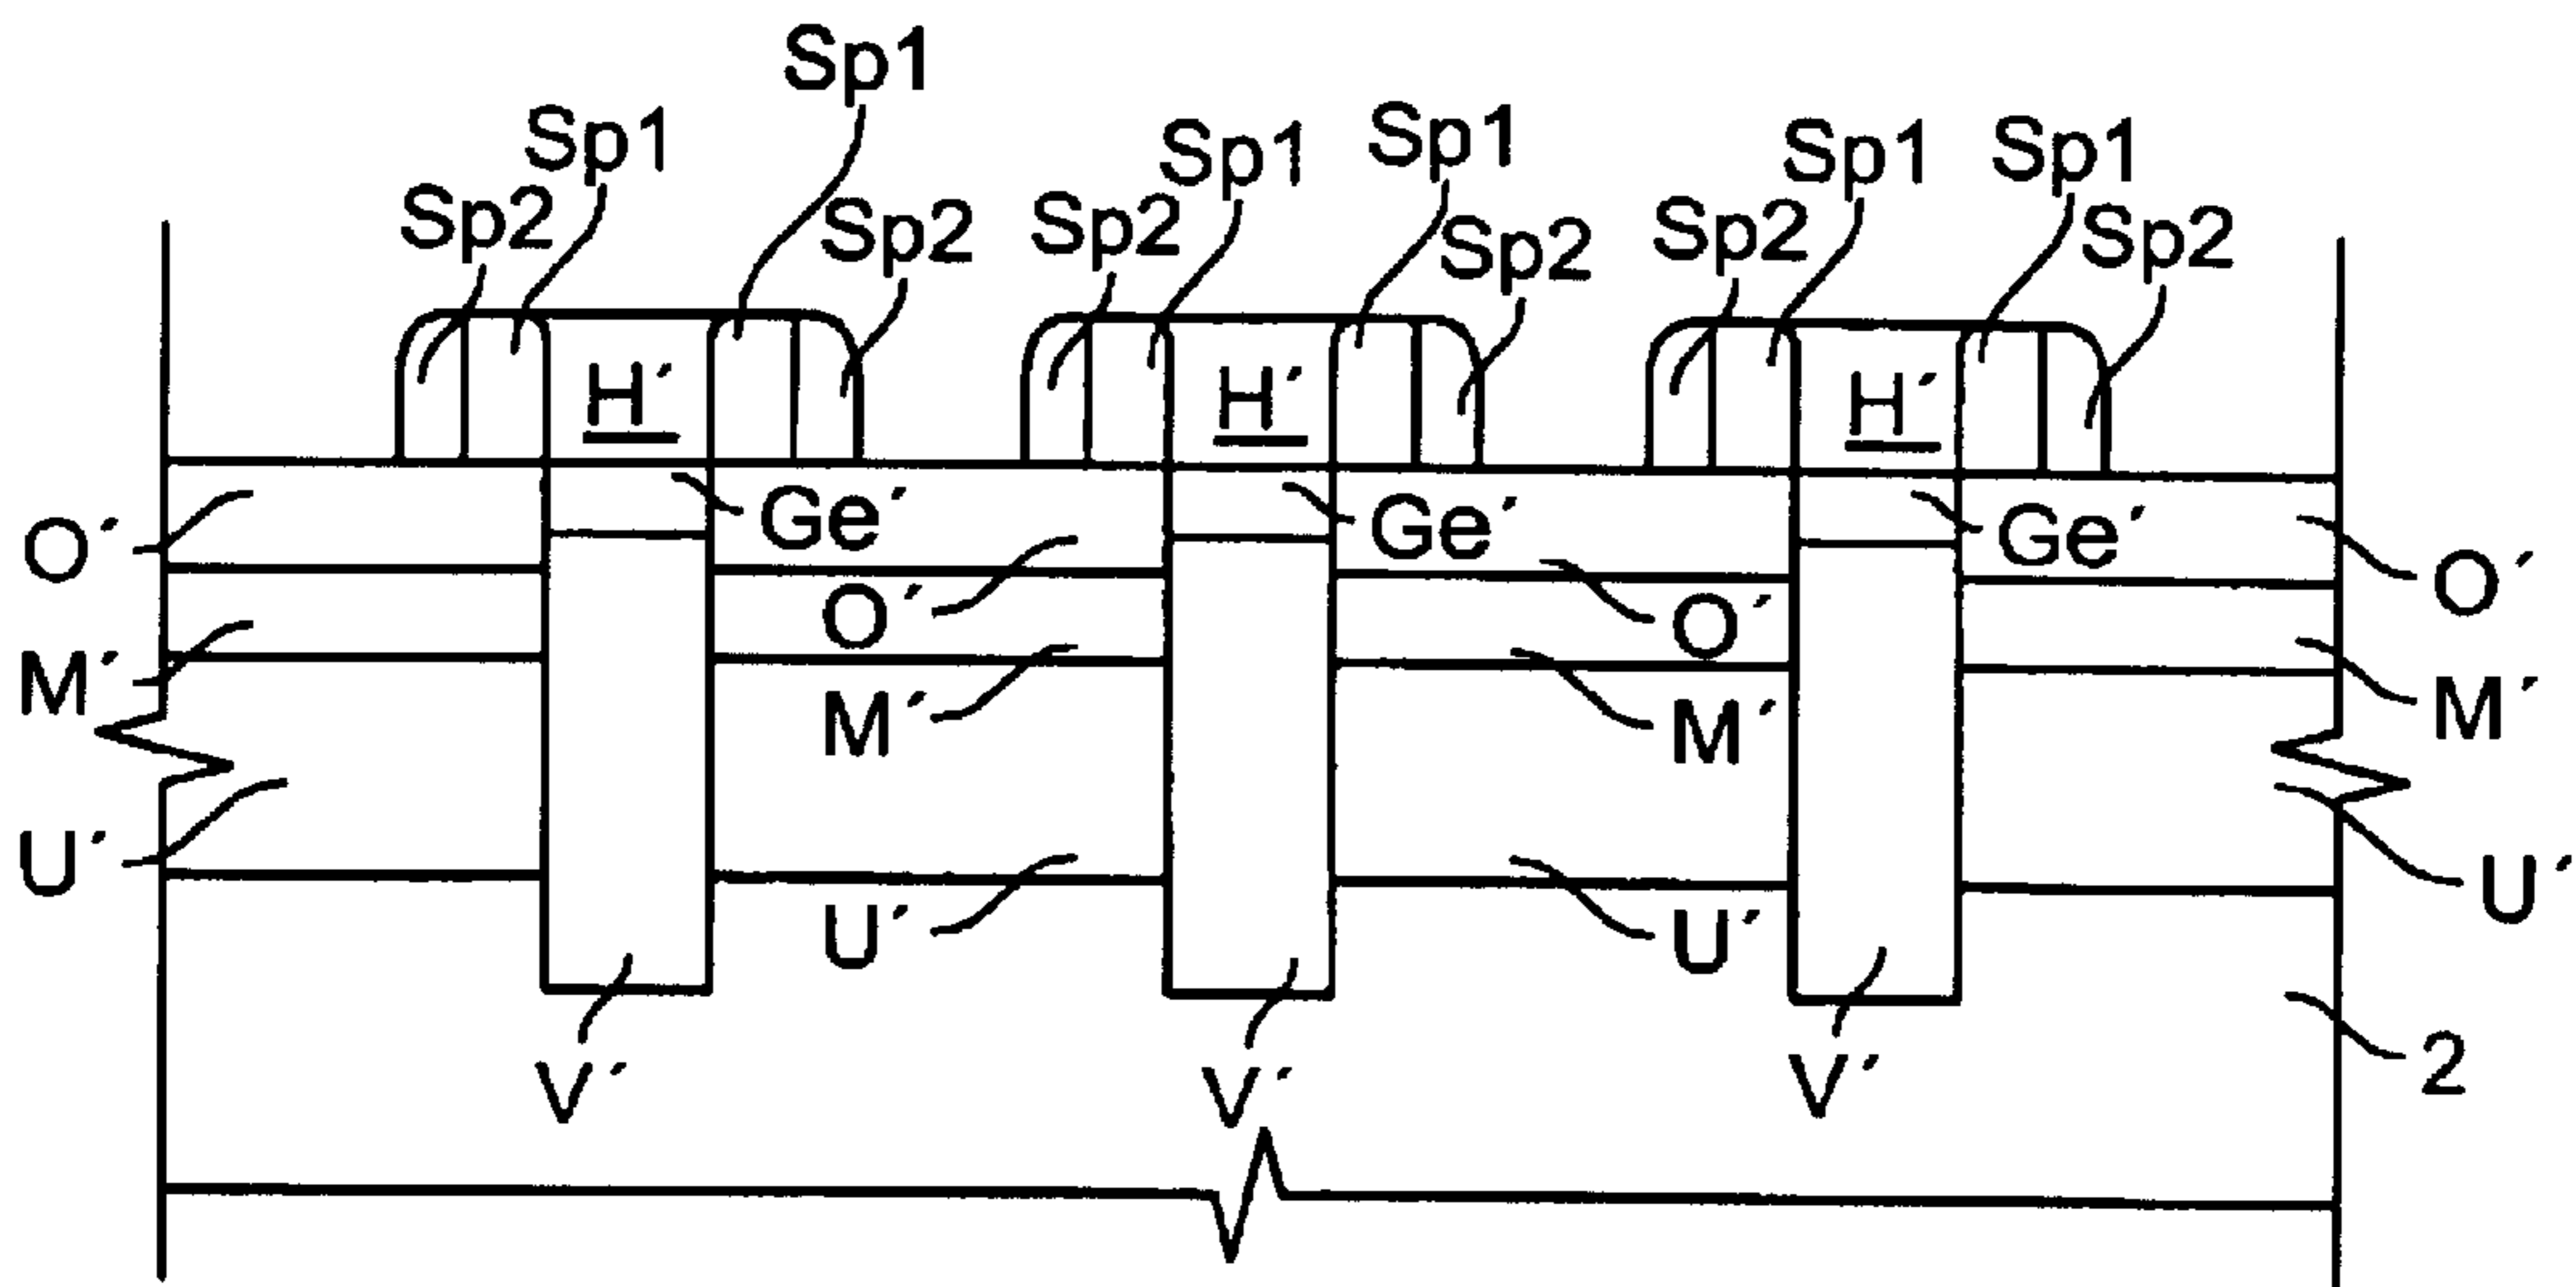 Sp1
Sp1 Sp1 Sp1 Sp1 Sp1
Sp2 Sp2 Sp2 Sp2 Sp2 Sp2
H′ H′ H′
Ge′ Ge′ Ge′
O′ O′ O′ O′
M′ M′ M′ M′
U′ U′ U′ U′
V′ V′ V′ 2